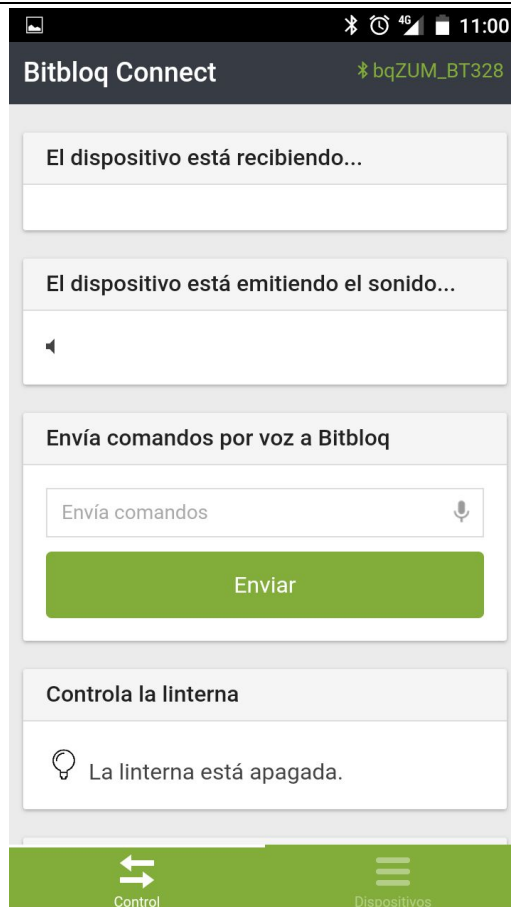 4G 11:00
Bitbloq Connect bqZUM_BT328
El dispositivo está recibiendo...
El dispositivo está emitiendo el sonido...
Envía comandos por voz a Bitbloq
Envía comandos
Enviar
Controla la linterna
La linterna está apagada.
Control Dispositivos